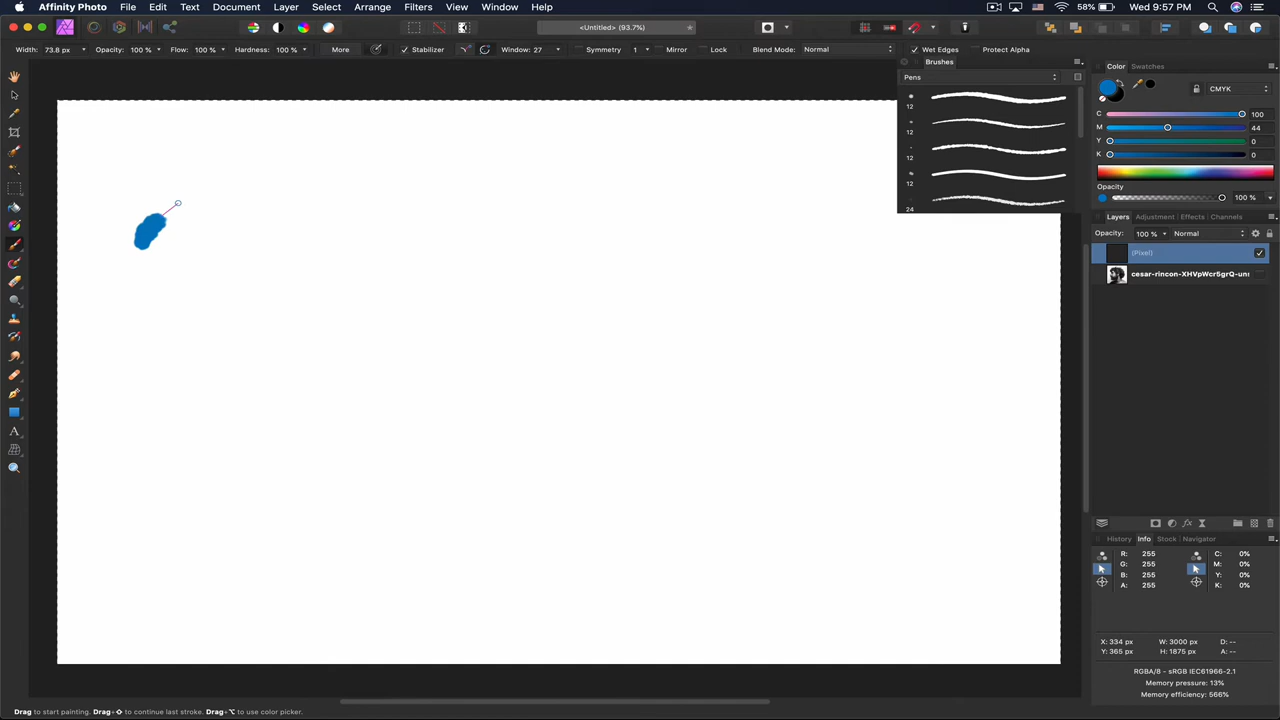 Affinity Photo File Edit Text Document Layer Select Arrange Filters View Window Help 58% Wed 9:57 PM
<Untitled> (93.7%)
Width: 73.8 px Opacity: 100 % Flow: 100 % Hardness: 100 % More Stabilizer Window: 27 Symmetry 1 Mirror Lock Blend Mode: Normal Wet Edges Protect Alpha
Brushes
Pens
12
12
12
12
24
Color Swatches
CMYK
C 100
M 44
Y 0
K 0
Opacity
100 %
Layers Adjustment Effects Channels
Opacity: 100 % Normal
(Pixel)
cesar-rincon-XHVpWcr5grQ-uns
History Info Stock Navigator
R: 255 C: 0%
G: 255 M: 0%
B: 255 Y: 0%
A: 255 K: 0%
X: 334 px W: 3000 px D: --
Y: 365 px H: 1875 px A: --
RGBA/8 - sRGB IEC61966-2.1
Memory pressure: 13%
Memory efficiency: 566%
Drag to start painting. Drag+⇧ to continue last stroke. Drag+⌥ to use color picker.